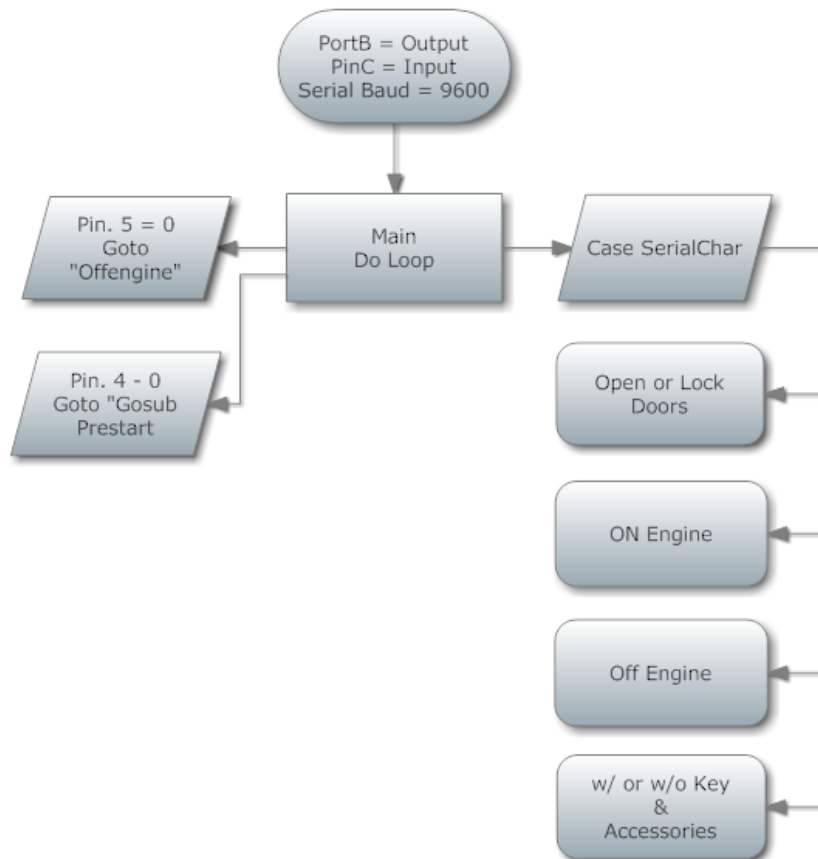 PortB = Output
PinC = Input
Serial Baud = 9600
Pin. 5 = 0
Goto
"Offengine"
Main
Do Loop
Case SerialChar
Pin. 4 - 0
Goto "Gosub
Prestart
Open or Lock
Doors
ON Engine
Off Engine
w/ or w/o Key
&
Accessories